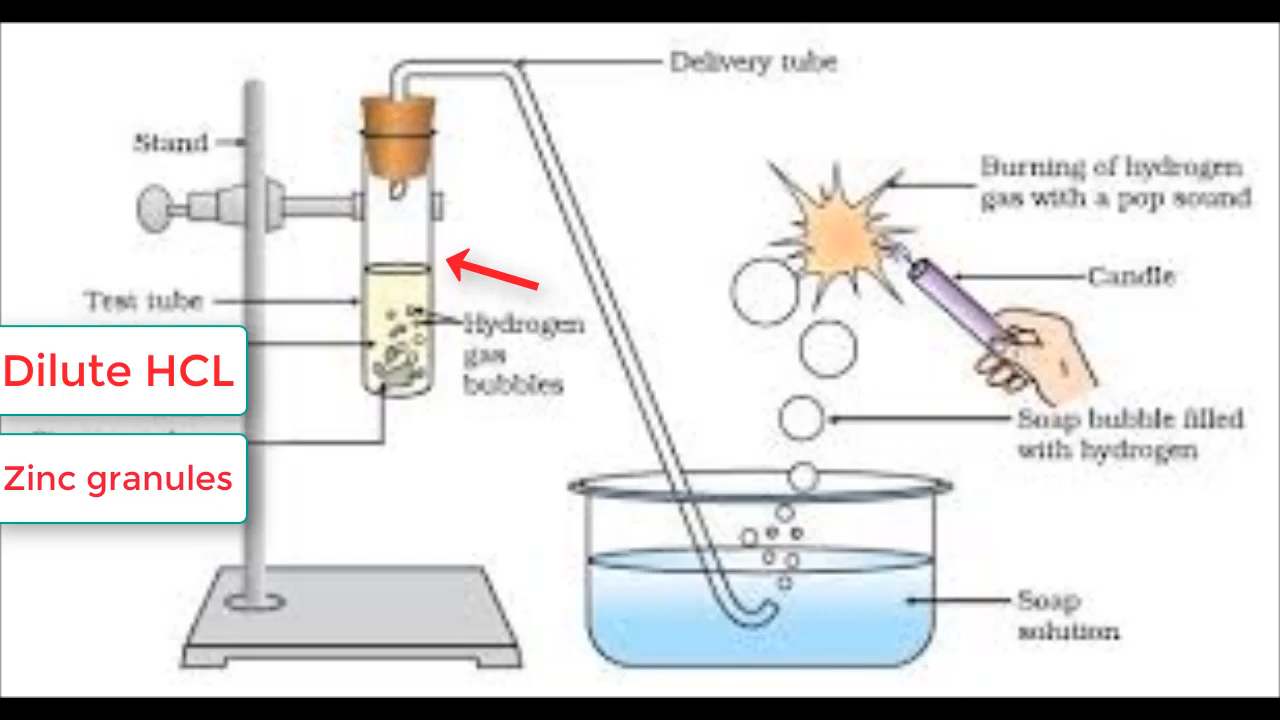 Delivery tube
Stand
Burning of hydrogen
gas with a pop sound
Candle
Test tube
Hydrogen
gas
bubbles
Dilute HCL
Soap bubble filled
with hydrogen
Zinc granules
Soap
solution